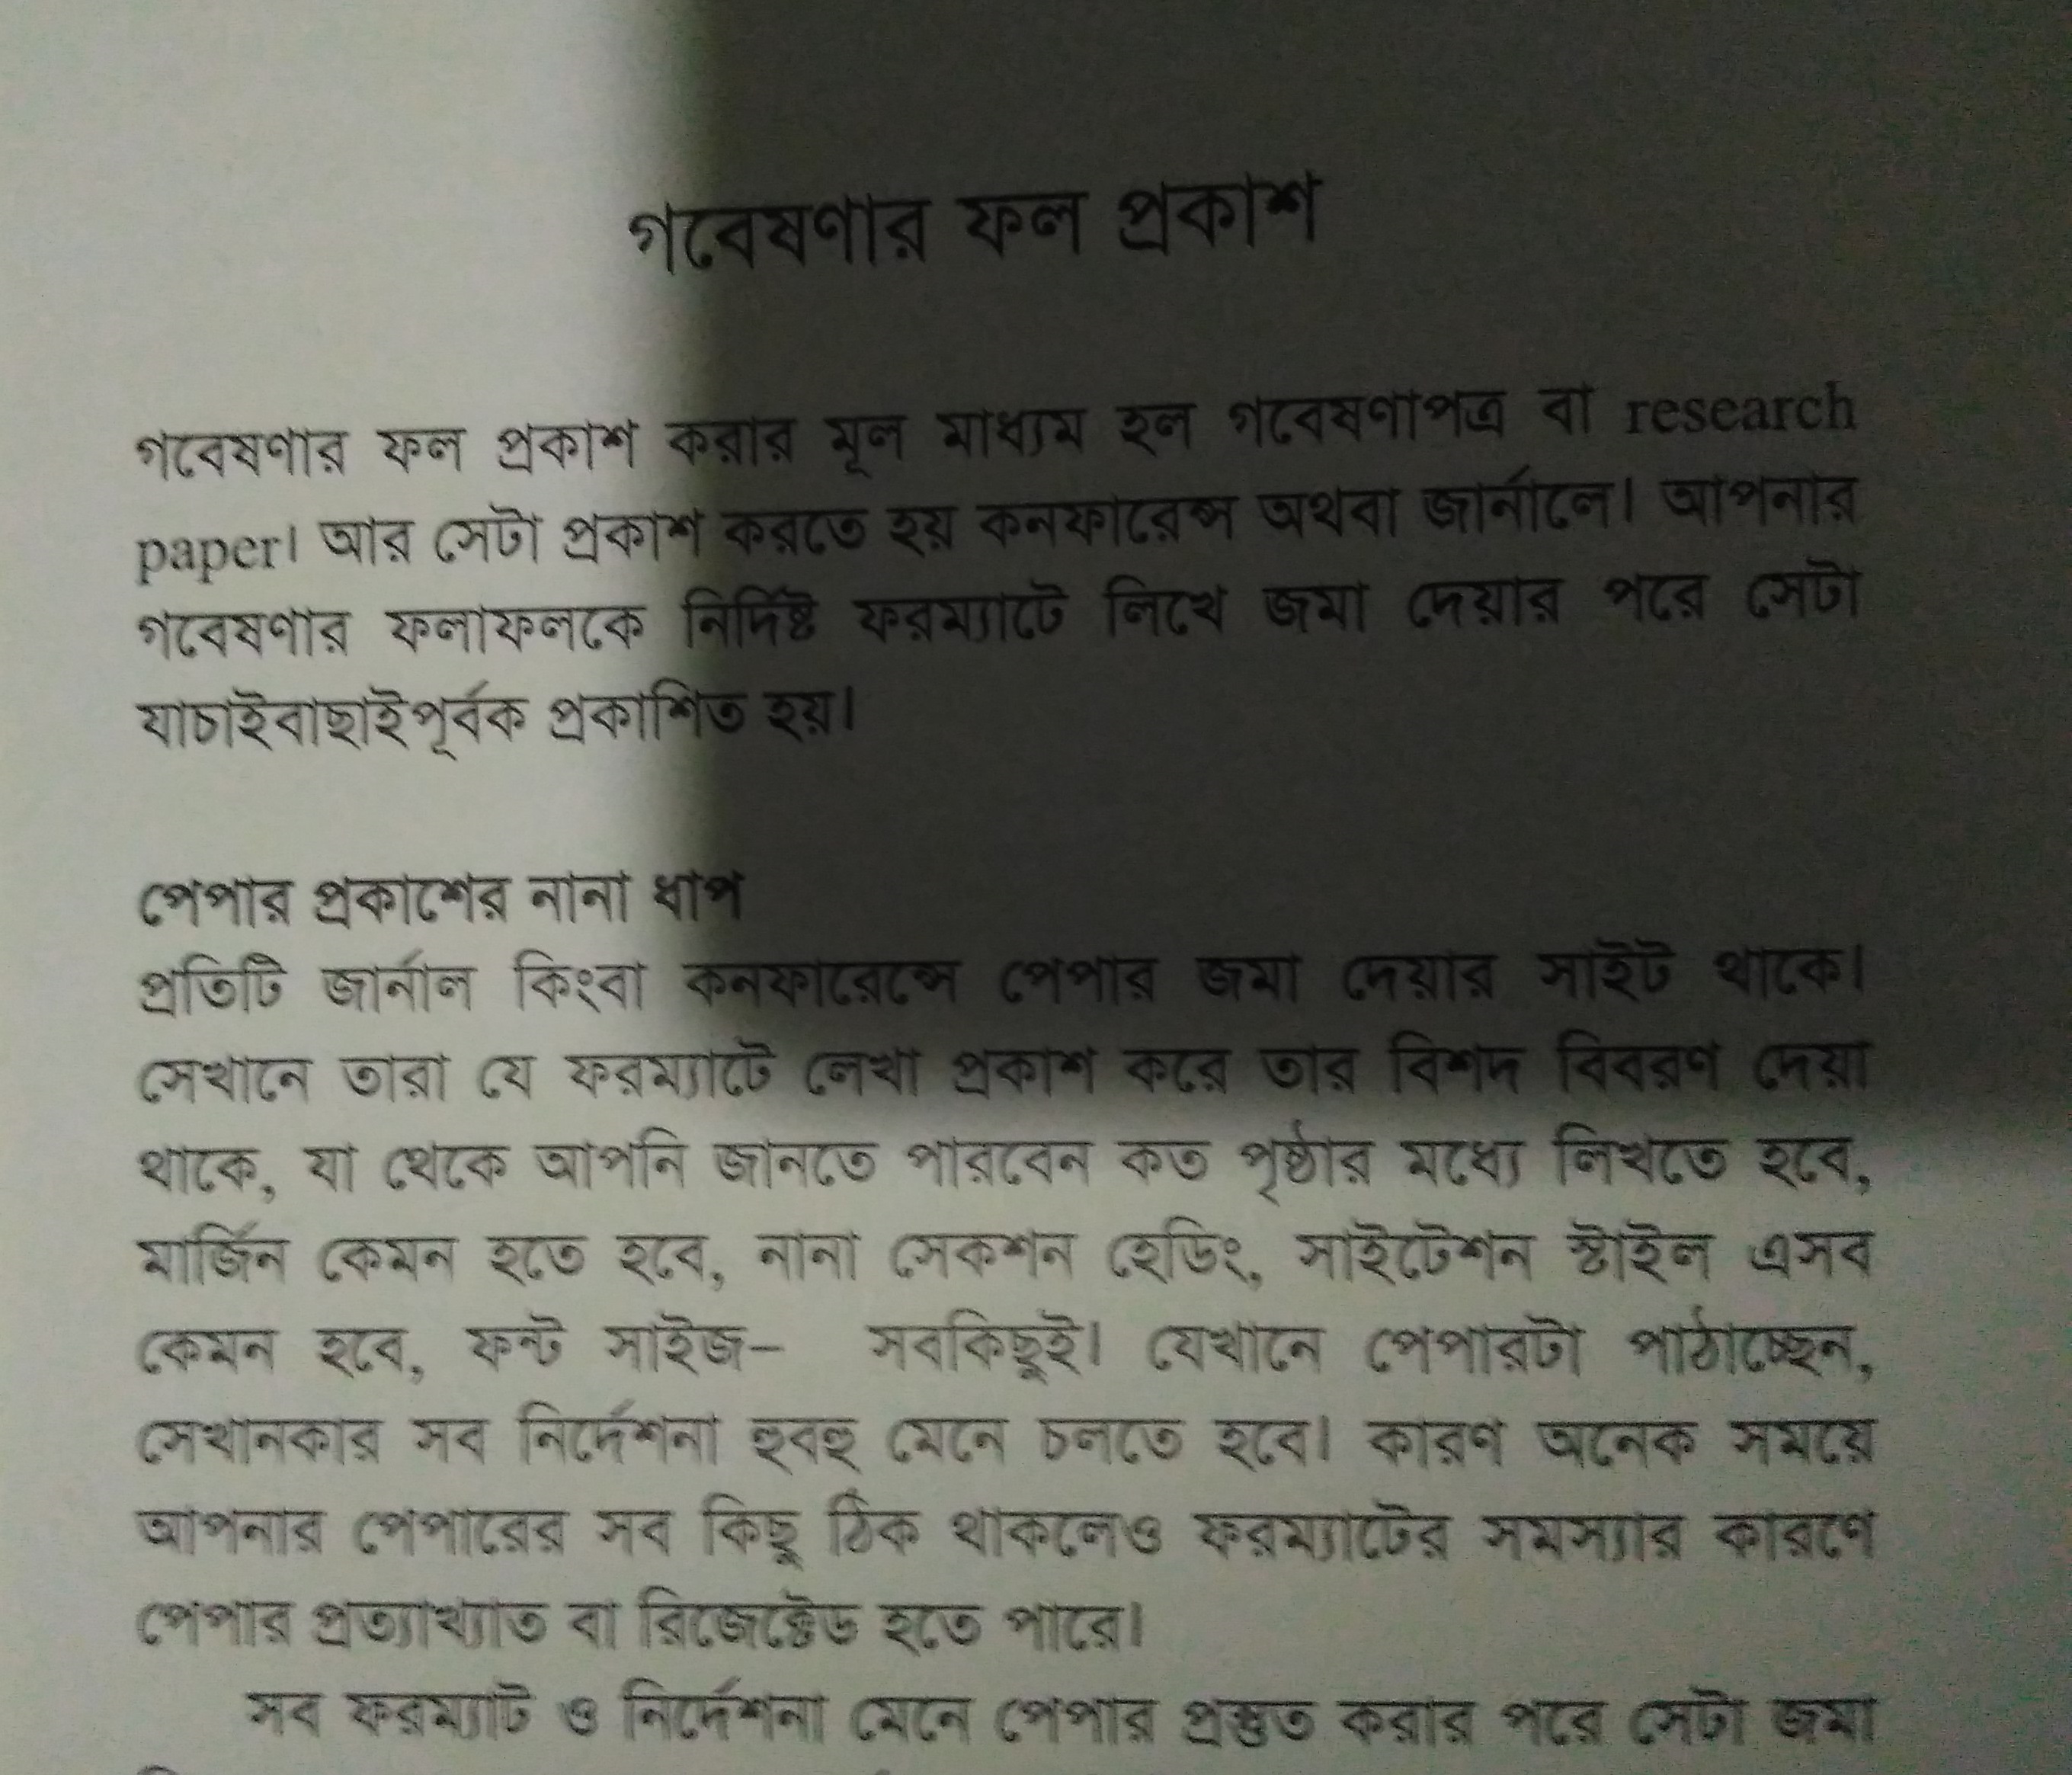 গবেষণার ফল প্রকাশ
গবেষণার ফল প্রকাশ করার মূল মাধ্যম হল গবেষণাপত্র বা research
paper। আর সেটা প্রকাশ করতে হয় কনফারেন্স অথবা জার্নালে। আপনার
গবেষণার ফলাফলকে নির্দিষ্ট ফরম্যাটে লিখে জমা দেয়ার পরে সেটা
যাচাইবাছাইপূর্বক প্রকাশিত হয়।
পেপার প্রকাশের নানা ধাপ
প্রতিটি জার্নাল কিংবা কনফারেন্সে পেপার জমা দেয়ার সাইট থাকে।
সেখানে তারা যে ফরম্যাটে লেখা প্রকাশ করে তার বিশদ বিবরণ দেয়া
থাকে, যা থেকে আপনি জানতে পারবেন কত পৃষ্ঠার মধ্যে লিখতে হবে,
মার্জিন কেমন হতে হবে, নানা সেকশন হেডিং, সাইটেশন স্টাইল এসব
কেমন হবে, ফন্ট সাইজ– সবকিছুই। যেখানে পেপারটা পাঠাচ্ছেন,
সেখানকার সব নির্দেশনা হুবহু মেনে চলতে হবে। কারণ অনেক সময়ে
আপনার পেপারের সব কিছু ঠিক থাকলেও ফরম্যাটের সমস্যার কারণে
পেপার প্রত্যাখ্যাত বা রিজেক্টেড হতে পারে।
সব ফরম্যাট ও নির্দেশনা মেনে পেপার প্রস্তুত করার পরে সেটা জমা